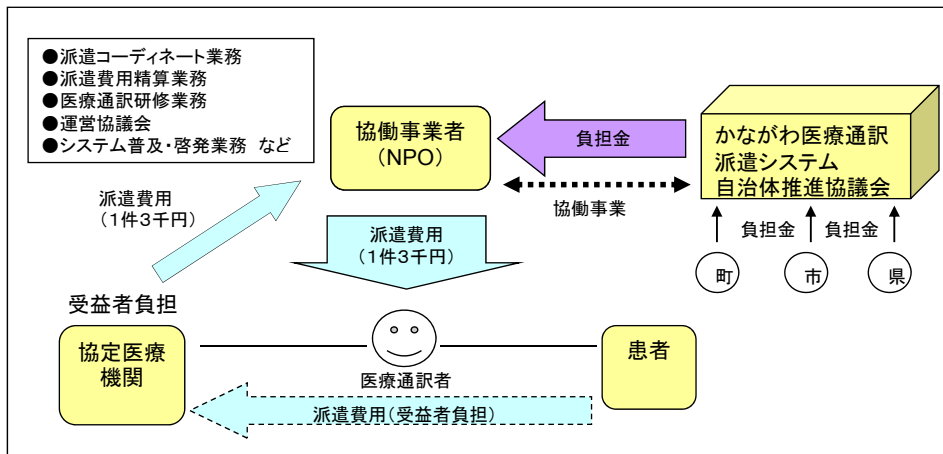 ●派遣コーディネート業務
●派遣費用精算業務
●医療通訳研修業務
●運営協議会
●システム普及・啓発業務 など
協働事業者
(NPO)
負担金
かながわ医療通訳
派遣システム
自治体推進協議会
協働事業
派遣費用
(1件3千円)
派遣費用
(1件3千円)
負担金
負担金
町
市
県
受益者負担
協定医療
機関
医療通訳者
患者
派遣費用(受益者負担)